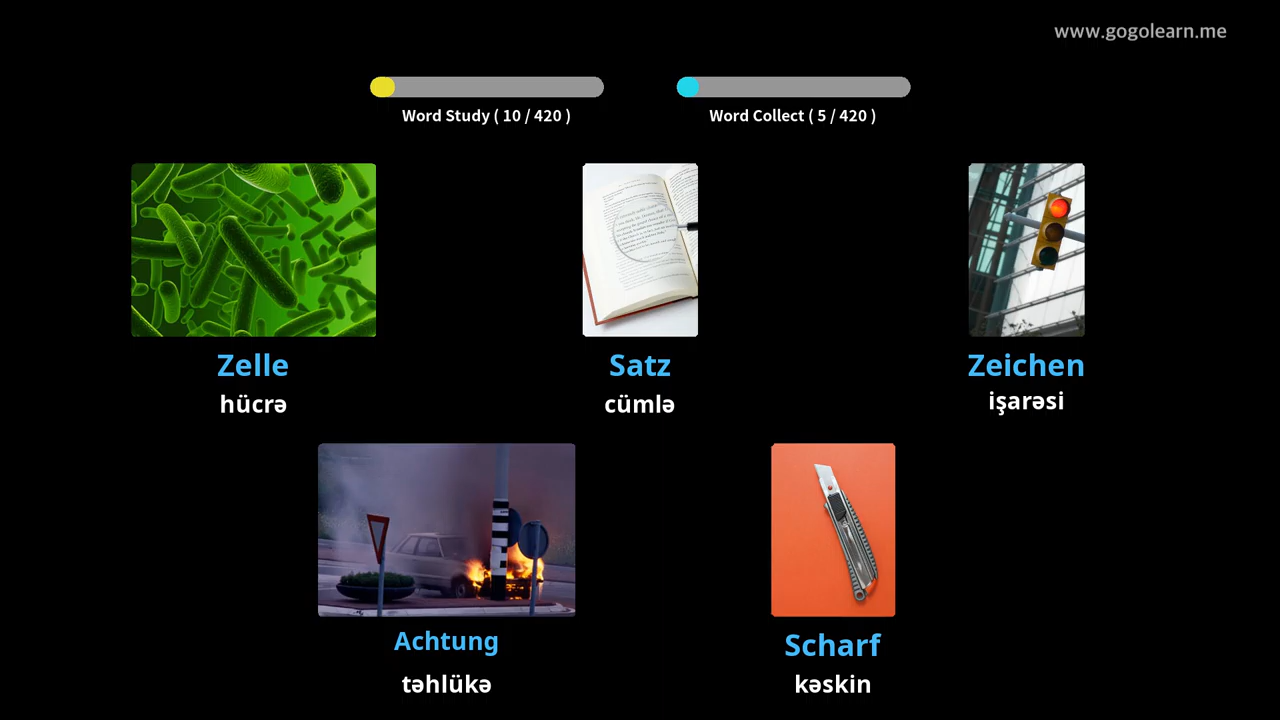 www.gogolearn.me
Word Study ( 10 / 420 )
Word Collect ( 5 / 420 )
Zelle
hücrə
Satz
cümlə
Zeichen
işarəsi
Achtung
təhlükə
Scharf
kəskin